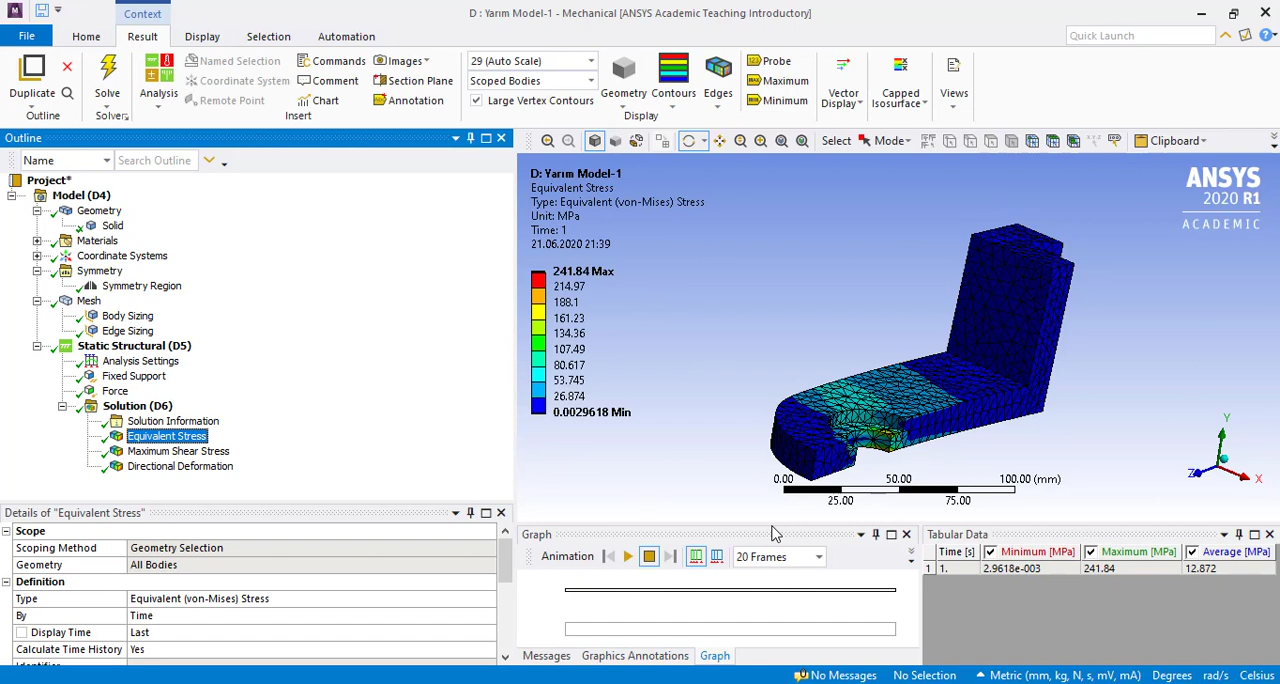 D : Yarım Model-1 - Mechanical [ANSYS Academic Teaching Introductory]
Context
File Home Result Display Selection Automation
Quick Launch
Duplicate
Outline
Solve
Solver
Analysis
Named Selection
Coordinate System
Remote Point
Commands
Comment
Chart
Images
Section Plane
Annotation
Insert
29 (Auto Scale)
Scoped Bodies
Large Vertex Contours
Geometry
Contours
Edges
Probe
Maximum
Minimum
Display
Vector Display
Capped Isosurface
Views
Outline
Name
Search Outline
Select
Mode
Clipboard
Project*
Model (D4)
Geometry
Solid
Materials
Coordinate Systems
Symmetry
Symmetry Region
Mesh
Body Sizing
Edge Sizing
Static Structural (D5)
Analysis Settings
Fixed Support
Force
Solution (D6)
Solution Information
Equivalent Stress
Maximum Shear Stress
Directional Deformation
D: Yarım Model-1
Equivalent Stress
Type: Equivalent (von-Mises) Stress
Unit: MPa
Time: 1
21.06.2020 21:39
241.84 Max
214.97
188.1
161.23
134.36
107.49
80.617
53.745
26.874
0.0029618 Min
ANSYS
2020 R1
ACADEMIC
0.00 50.00 100.00 (mm)
25.00 75.00
Y
Z
X
Details of "Equivalent Stress"
Scope
Scoping Method Geometry Selection
Geometry All Bodies
Definition
Type Equivalent (von-Mises) Stress
By Time
Display Time Last
Calculate Time History Yes
Graph
Animation
20 Frames
Messages Graphics Annotations Graph
Tabular Data
Time [s] Minimum [MPa] Maximum [MPa] Average [MPa]
1 1. 2.9618e-003 241.84 12.872
No Messages No Selection Metric (mm, kg, N, s, mV, mA) Degrees rad/s Celsius